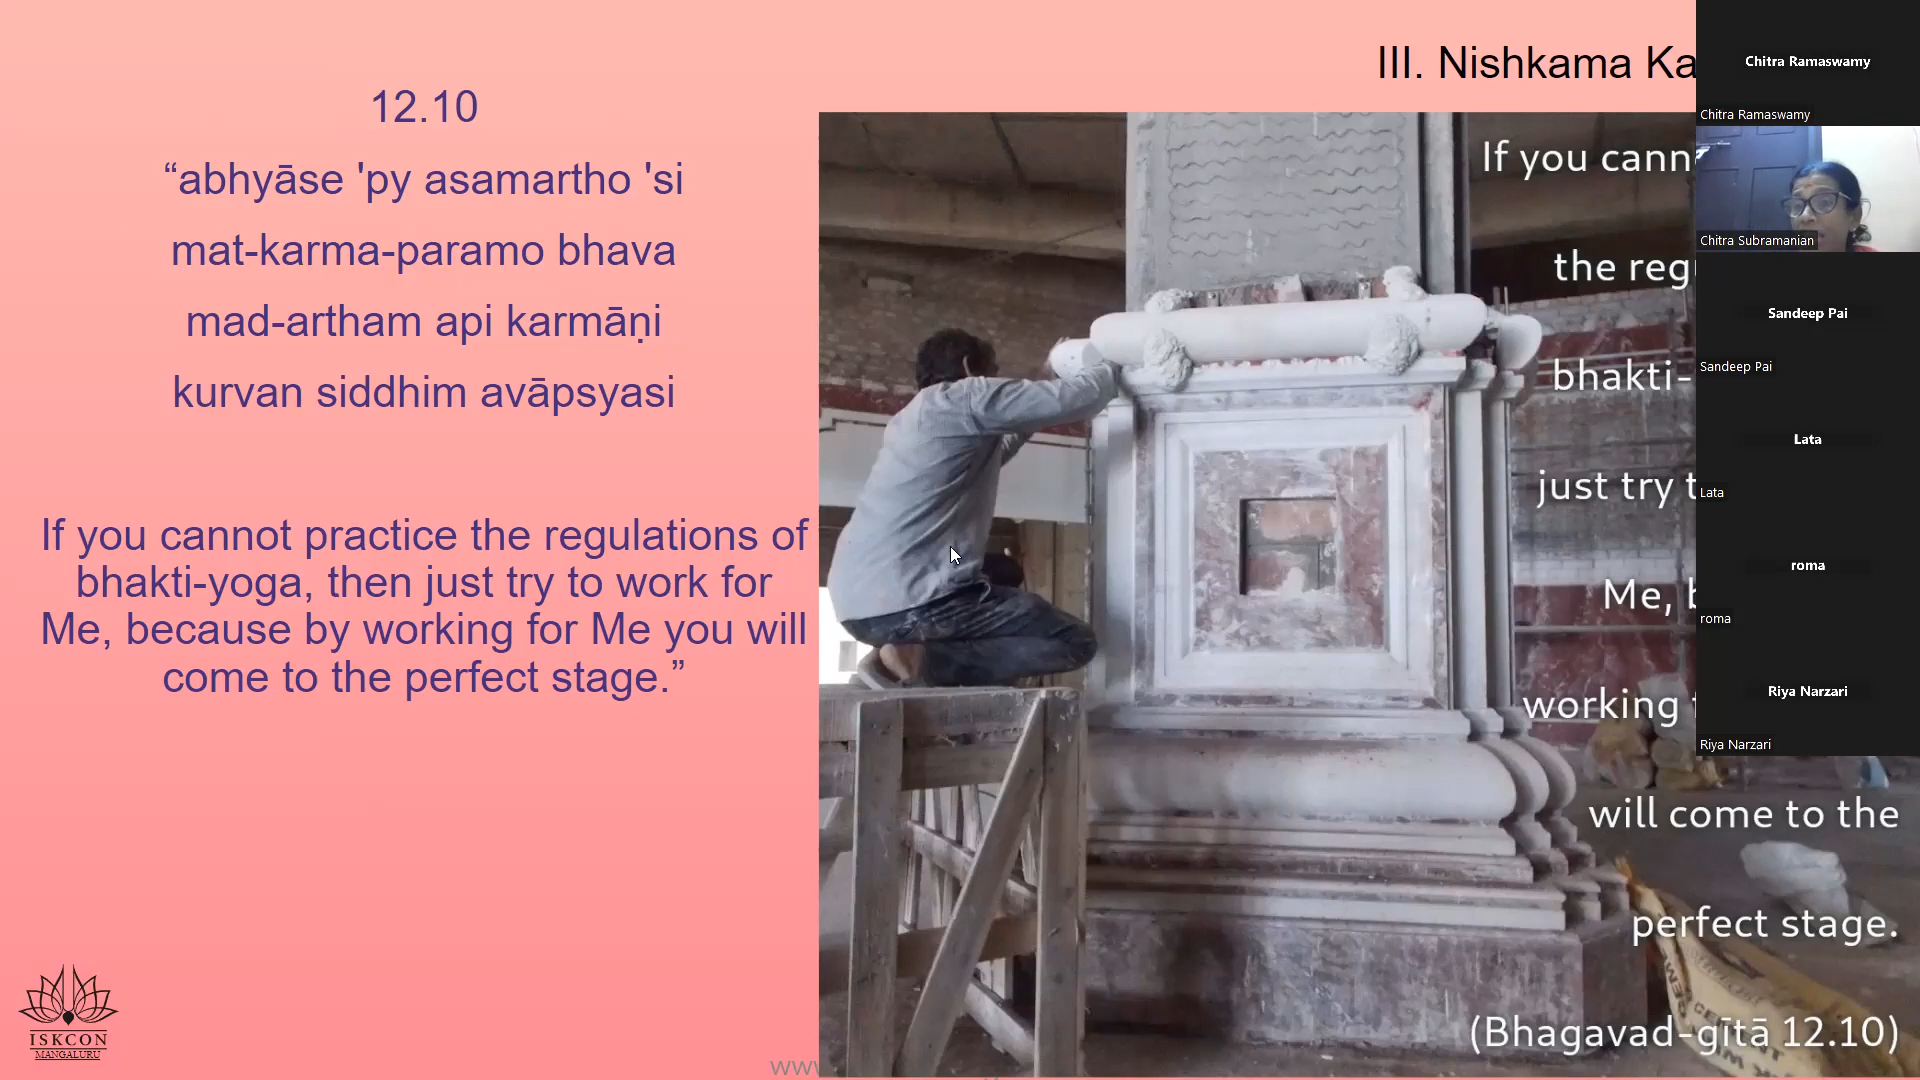 III. Nishkama Ka
12.10
“abhyāse 'py asamartho 'si
mat-karma-paramo bhava
mad-artham api karmāṇi
kurvan siddhim avāpsyasi
If you cannot practice the regulations of
bhakti-yoga, then just try to work for
Me, because by working for Me you will
come to the perfect stage.”
If you cann
the reg
bhakti-
just try t
Me, b
working
will come to the
perfect stage.
(Bhagavad-gītā 12.10)
ISKCON
MANGALURU
www
Chitra Ramaswamy
Chitra Ramaswamy
Chitra Subramanian
Sandeep Pai
Sandeep Pai
Lata
Lata
roma
roma
Riya Narzari
Riya Narzari